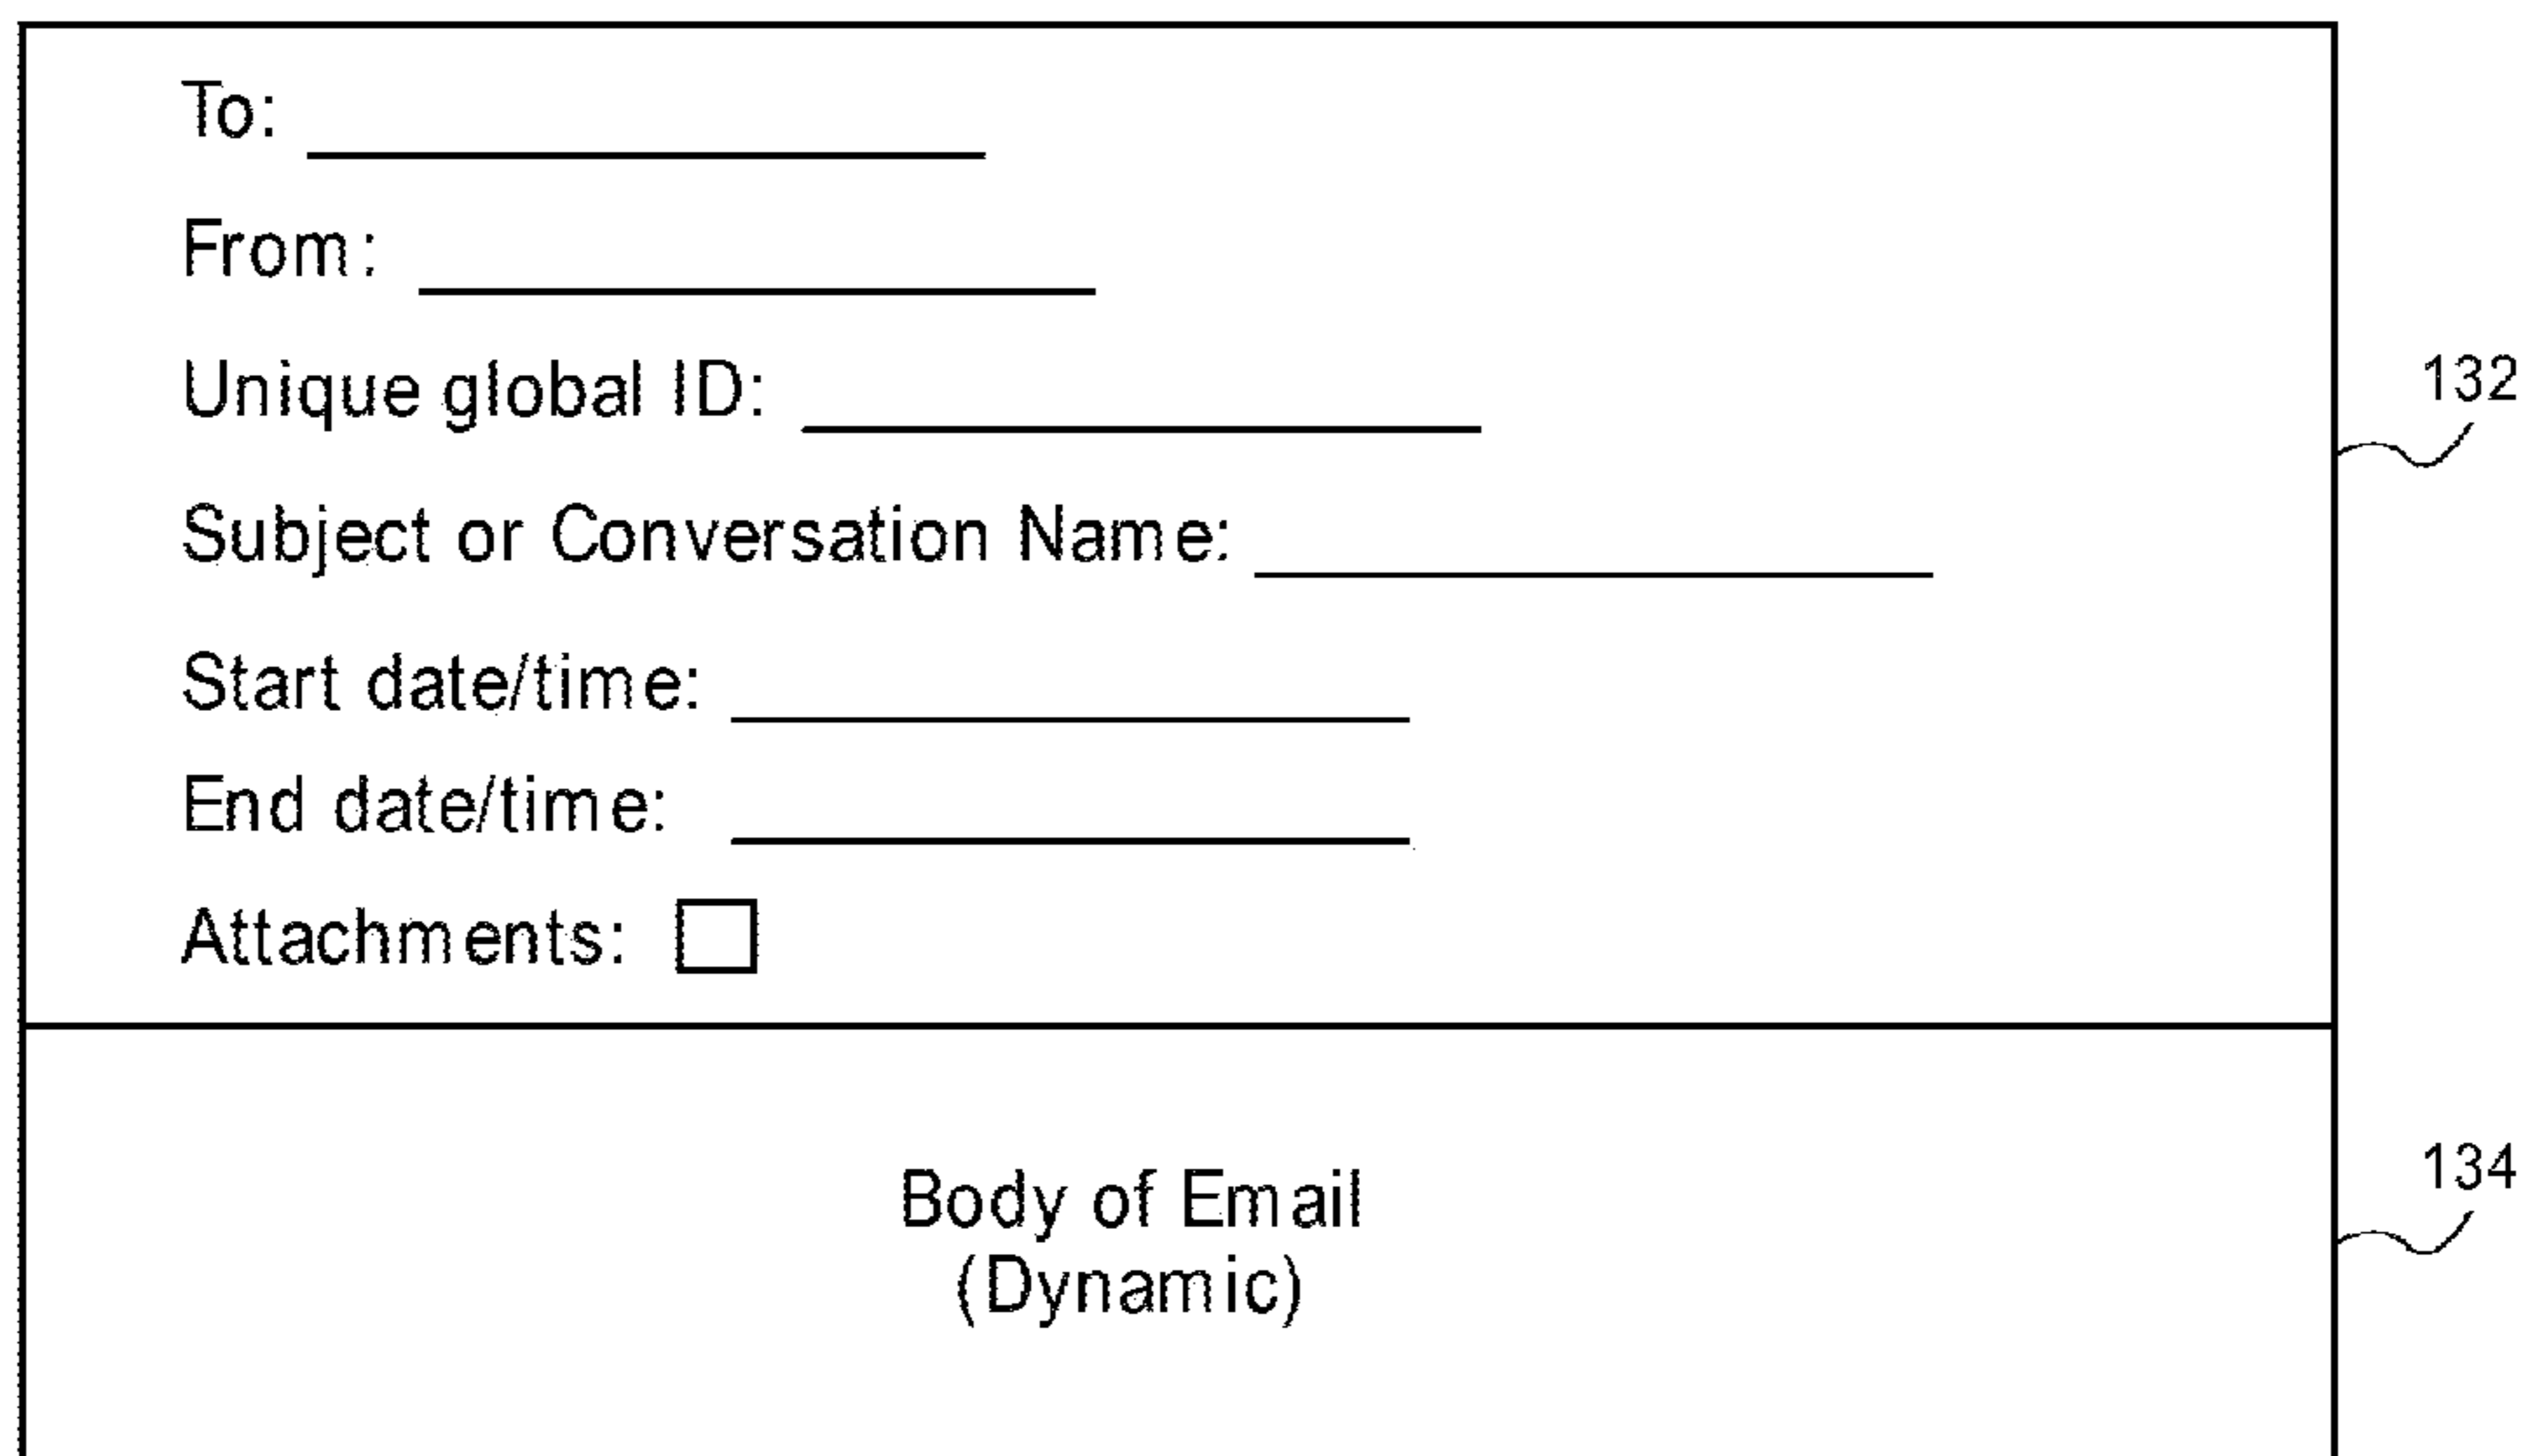 To:
From:
Unique global ID:
132
Subject or Conversation Name:
Start date/time:
End date/time:
Attachments:
134
Body of Email
(Dynamic)